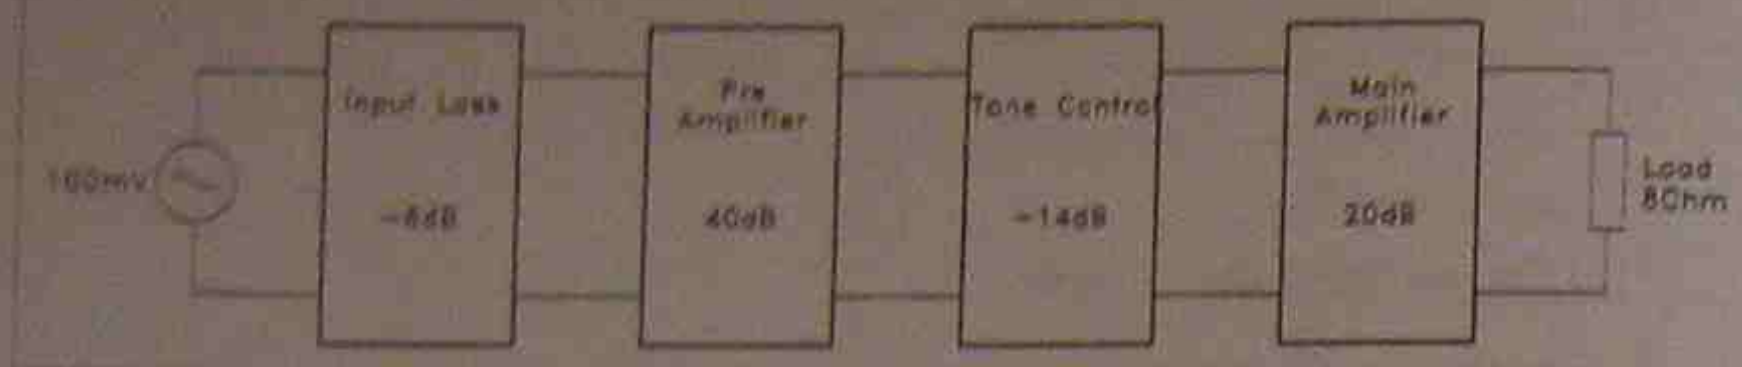 100mV
Input Loss
-6dB
Pre
Amplifier
40dB
Tone Control
-14dB
Main
Amplifier
20dB
Load
8Ohm